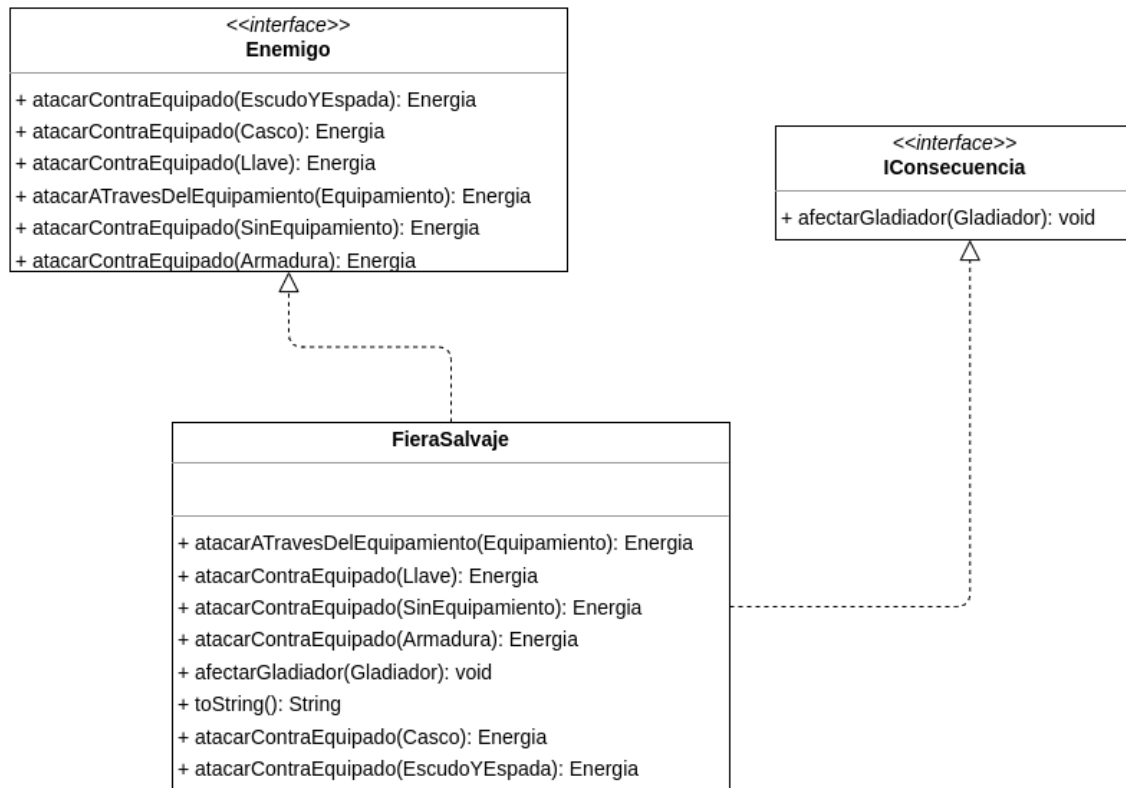 <<interface>>
Enemigo
+ atacarContraEquipado(EscudoYEspada): Energia
+ atacarContraEquipado(Casco): Energia
+ atacarContraEquipado(Llave): Energia
+ atacarATravesDelEquipamiento(Equipamiento): Energia
+ atacarContraEquipado(SinEquipamiento): Energia
+ atacarContraEquipado(Armadura): Energia
<<interface>>
IConsecuencia
+ afectarGladiador(Gladiador): void
FieraSalvaje
+ atacarATravesDelEquipamiento(Equipamiento): Energia
+ atacarContraEquipado(Llave): Energia
+ atacarContraEquipado(SinEquipamiento): Energia
+ atacarContraEquipado(Armadura): Energia
+ afectarGladiador(Gladiador): void
+ toString(): String
+ atacarContraEquipado(Casco): Energia
+ atacarContraEquipado(EscudoYEspada): Energia